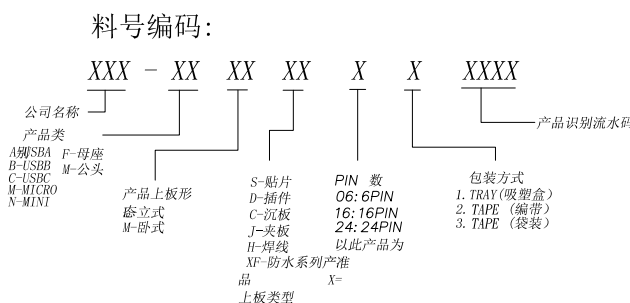 料号编码:
XXX - XX XX XX X X XXXX
公司名称
产品识别流水码
产品类
别
A-USBA F-母座
B-USBB M-公头
C-USBC
M-MICRO
N-MINI
产品上板形
L-立式
M-卧式
S-贴片
D-插件
C-沉板
J-夹板
H-焊线
XF-防水系列产准
品 X=
上板类型
PIN 数
06:6PIN
16:16PIN
24:24PIN
以此产品为
包装方式
1. TRAY(吸塑盒)
2. TAPE (编带)
3. TAPE (袋装)